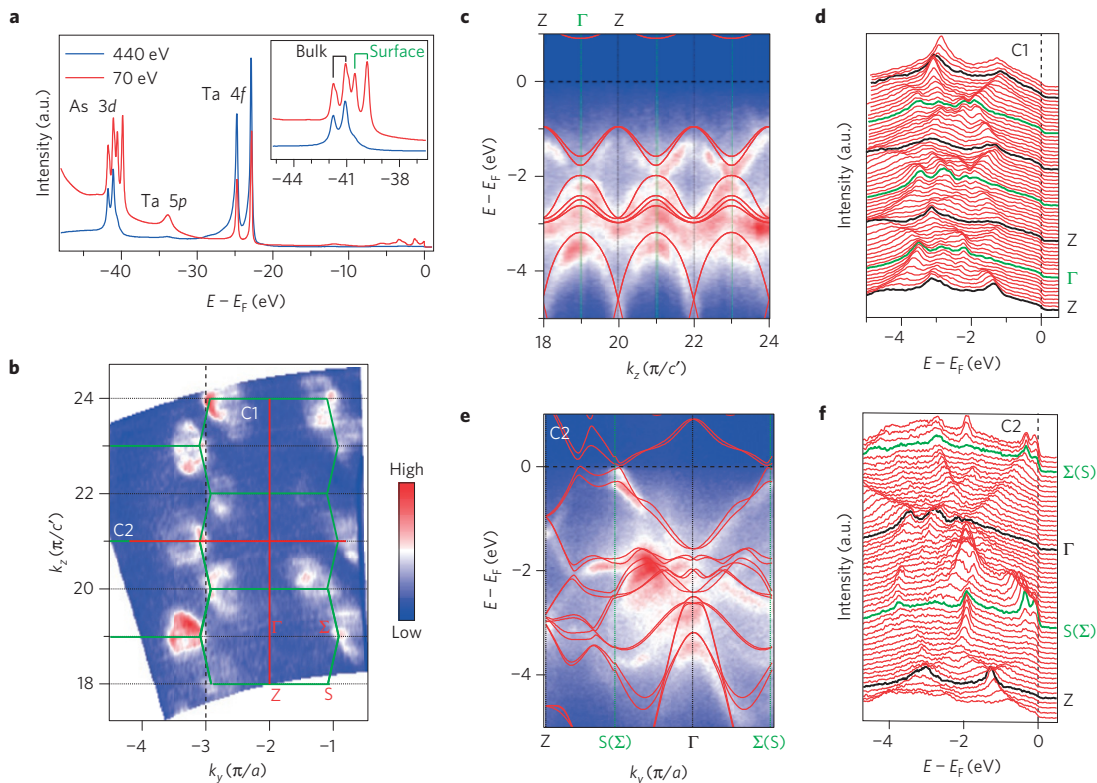 a
440 eV
70 eV
As 3d
Ta 5p
Ta 4f
Bulk
Surface
−44 −41 −38
Intensity (a.u.)
−40 −30 −20 −10 0
E − EF (eV)
b
C1
C2
Γ
Σ
Z
S
24
22
20
18
kz (π/c′)
−4 −3 −2 −1
ky (π/a)
High
Low
c
Z Γ Z
0
−2
−4
E − EF (eV)
18 20 22 24
kz (π/c′)
d
C1
Z
Γ
Z
Intensity (a.u.)
−4 −2 0
E − EF (eV)
e
C2
0
−2
−4
E − EF (eV)
Z S(Σ) Γ Σ(S)
ky (π/a)
f
C2
Σ(S)
Γ
S(Σ)
Z
Intensity (a.u.)
−4 −2 0
E − EF (eV)